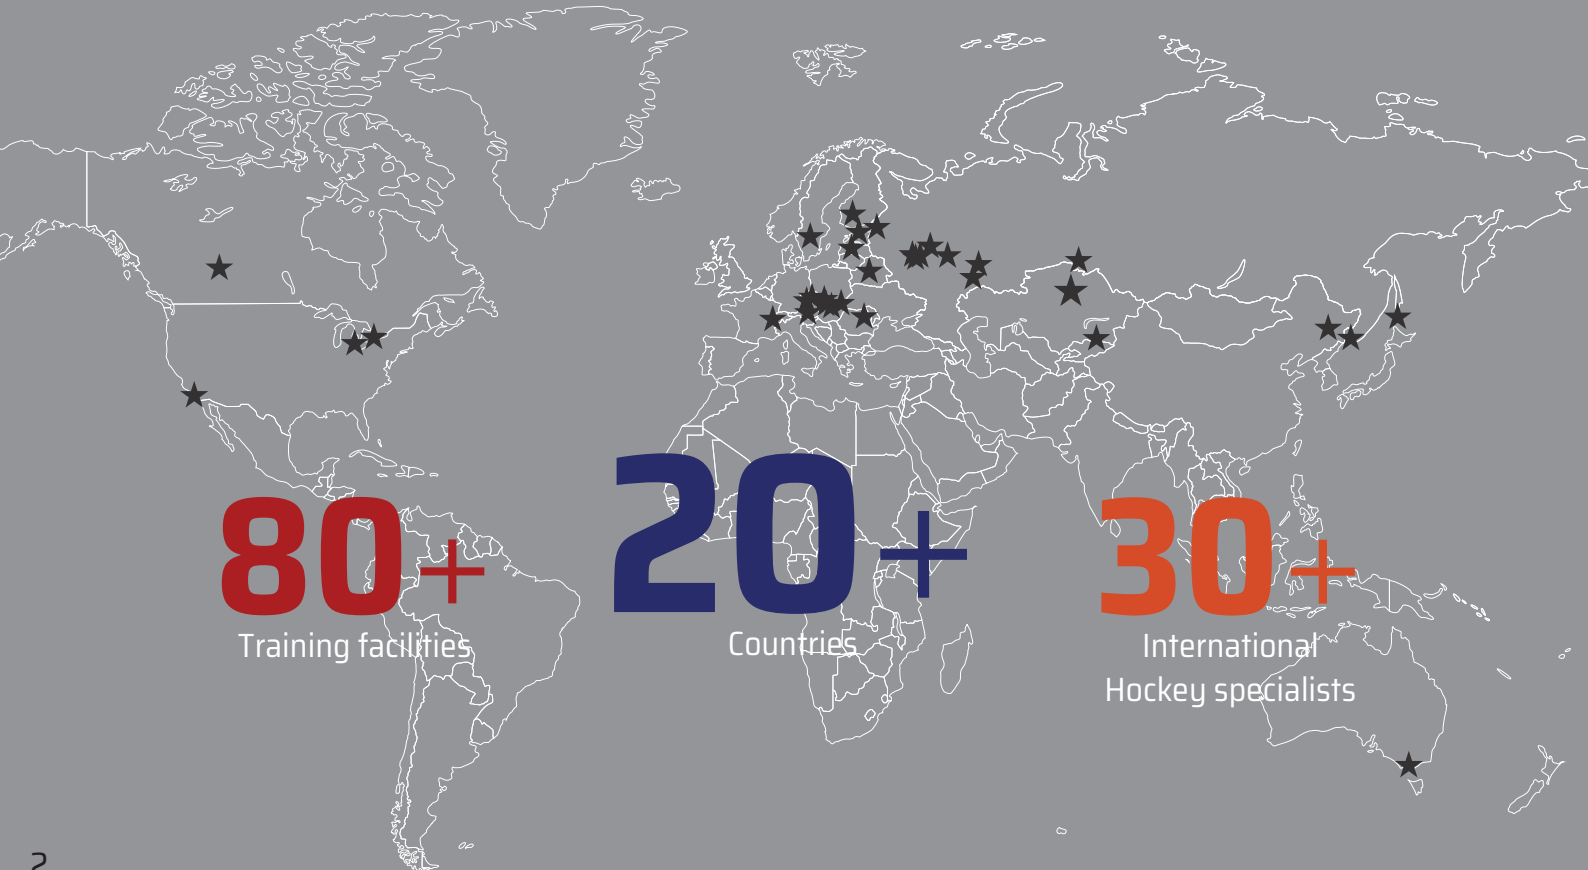 80+
Training facilities
20+
Countries
30+
International
Hockey specialists
2